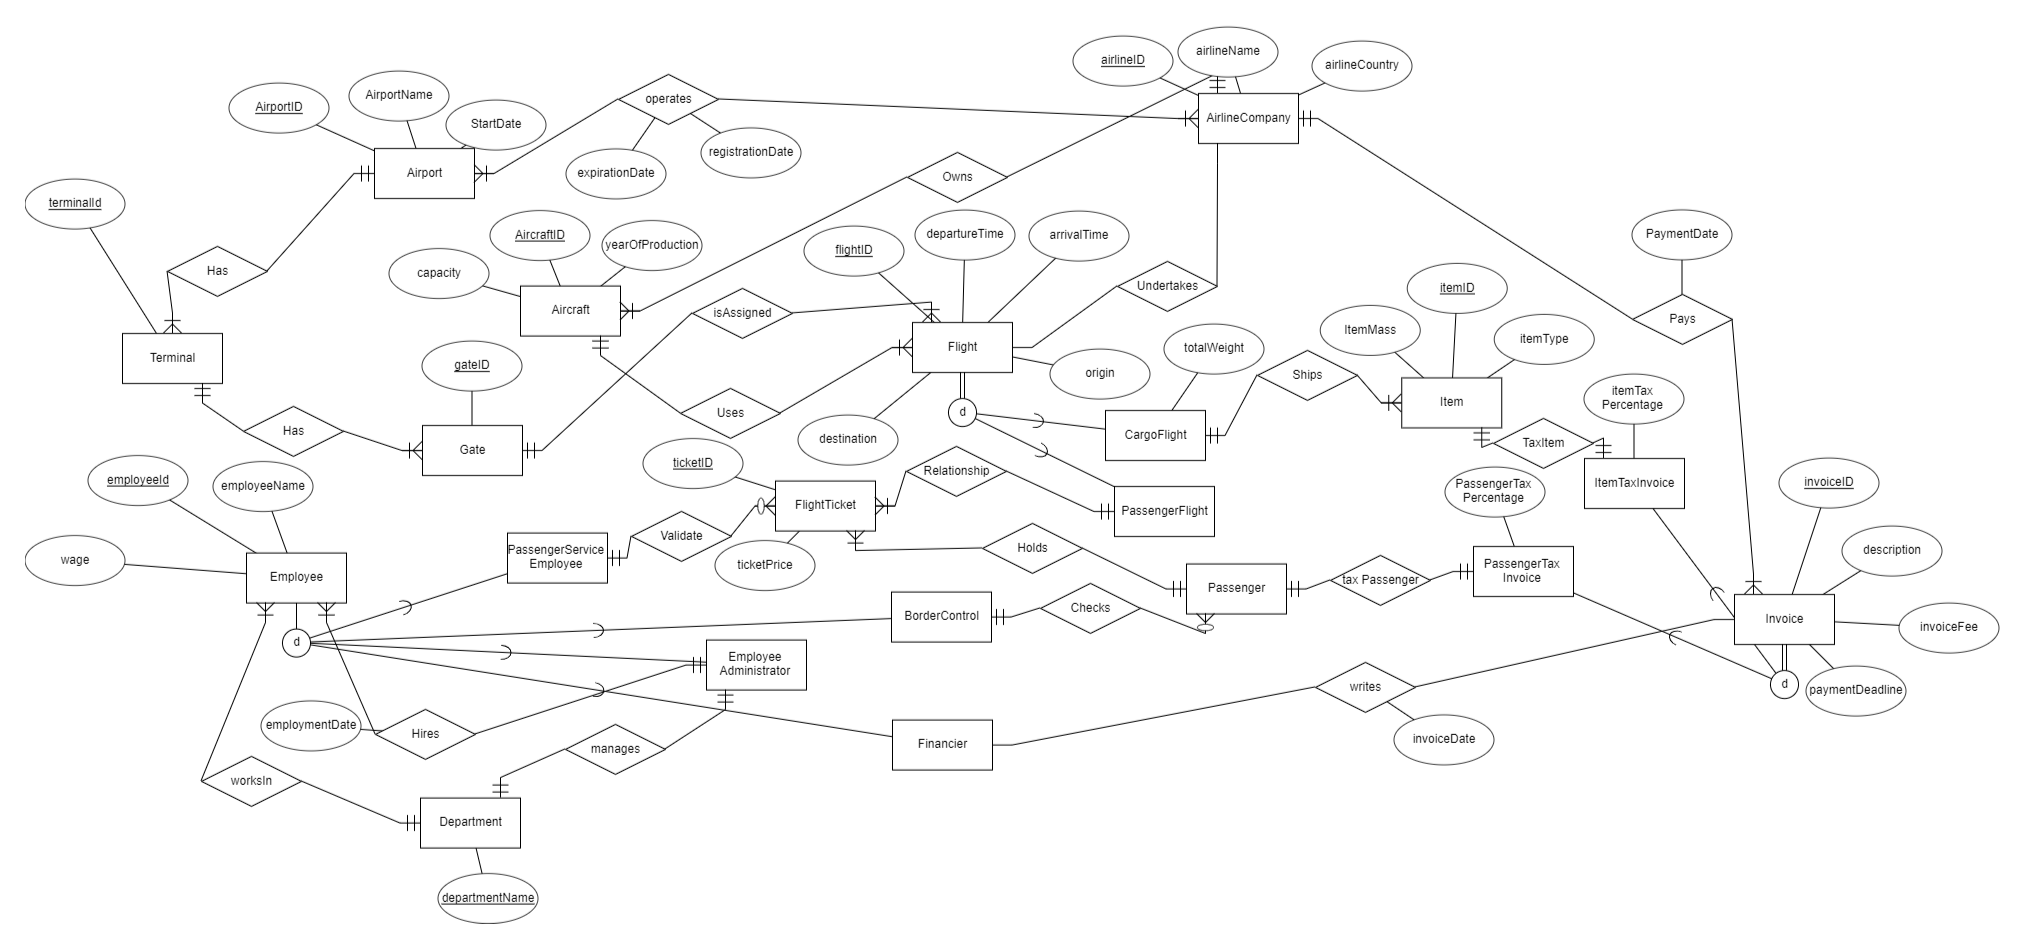 airlineID
airlineName
airlineCountry
AirportID
AirportName
StartDate
operates
AirlineCompany
expirationDate
registrationDate
Airport
Owns
terminalId
Has
AircraftID
yearOfProduction
capacity
Aircraft
isAssigned
flightID
departureTime
arrivalTime
Undertakes
PaymentDate
Pays
itemID
ItemMass
itemType
Terminal
gateID
Flight
origin
totalWeight
Ships
Item
itemTax
Percentage
Has
Gate
Uses
destination
d
CargoFlight
TaxItem
ItemTaxInvoice
ticketID
Relationship
PassengerTax
Percentage
invoiceID
employeeId
employeeName
FlightTicket
PassengerFlight
wage
Employee
PassengerService
Employee
Validate
ticketPrice
Holds
Passenger
tax Passenger
PassengerTax
Invoice
description
BorderControl
Checks
Invoice
invoiceFee
d
Employee
Administrator
writes
d
paymentDeadline
employmentDate
Hires
manages
Financier
invoiceDate
worksIn
Department
departmentName